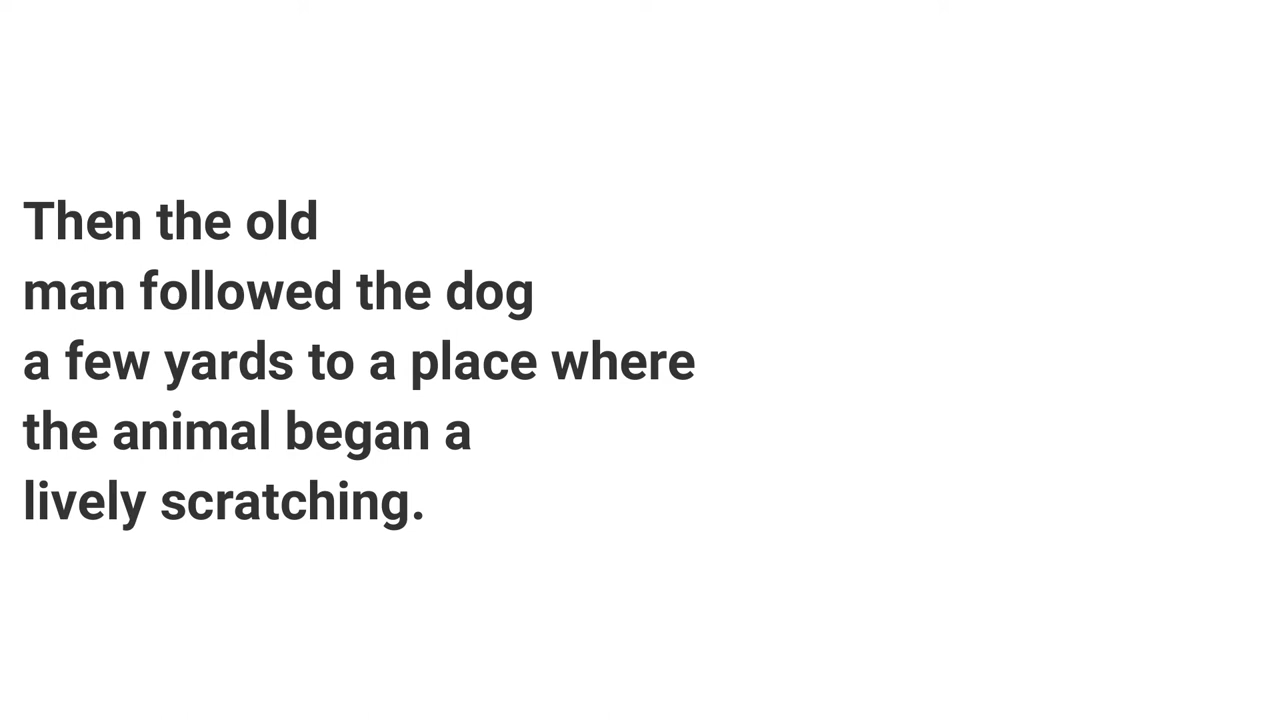 Then the old
man followed the dog
a few yards to a place where
the animal began a
lively scratching.